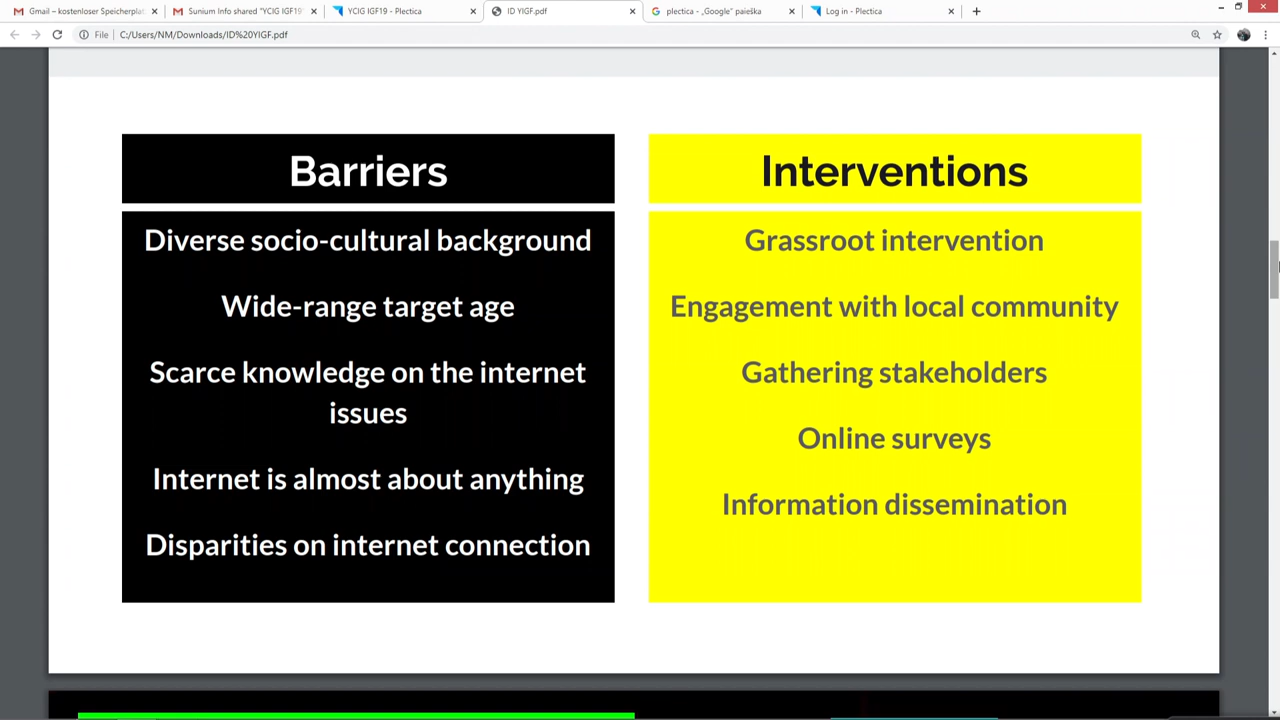 Gmail – kostenloser Speicherplat
Sunium Info shared "YCIG IGF19"
YCIG IGF19 - Plectica
ID YIGF.pdf
plectica - „Google“ paieška
Log in - Plectica
File
C:/Users/NM/Downloads/ID%20YIGF.pdf
Barriers
Diverse socio-cultural background
Wide-range target age
Scarce knowledge on the internet
issues
Internet is almost about anything
Disparities on internet connection
Interventions
Grassroot intervention
Engagement with local community
Gathering stakeholders
Online surveys
Information dissemination